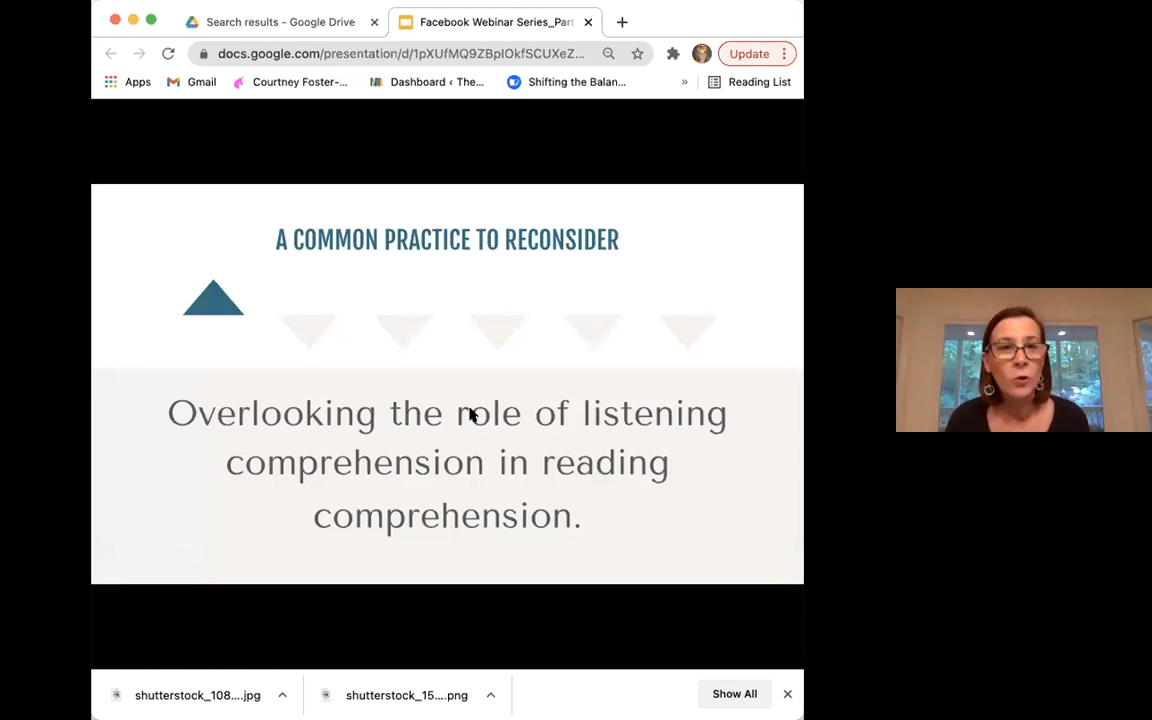 Search results - Google Drive
Facebook Webinar Series_Part
docs.google.com/presentation/d/1pXUfMQ9ZBpIOkfSCUXeZ...
Update
Apps
Gmail
Courtney Foster-...
Dashboard ‹ The...
Shifting the Balan...
»
Reading List
A COMMON PRACTICE TO RECONSIDER
Overlooking the role of listening
comprehension in reading
comprehension.
shutterstock_108....jpg
shutterstock_15....png
Show All